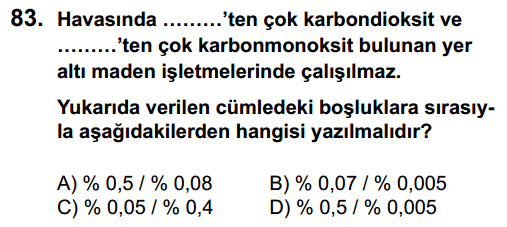 83. Havasında .........’ten çok karbondioksit ve
.........’ten çok karbonmonoksit bulunan yer
altı maden işletmelerinde çalışılmaz.
Yukarıda verilen cümledeki boşluklara sırasıy-
la aşağıdakilerden hangisi yazılmalıdır?
A) % 0,5 / % 0,08 B) % 0,07 / % 0,005
C) % 0,05 / % 0,4 D) % 0,5 / % 0,005